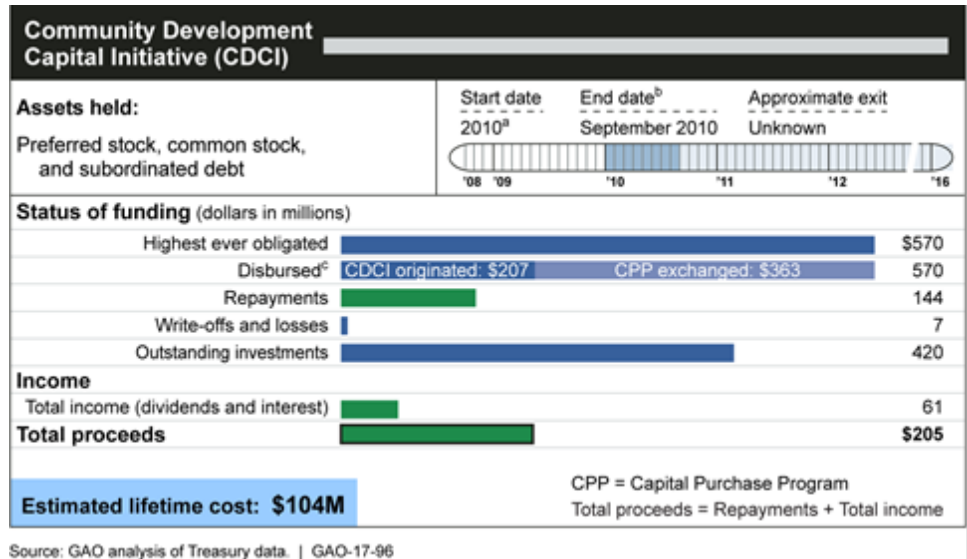 Community Development
Capital Initiative (CDCI)
Assets held:
Preferred stock, common stock,
and subordinated debt
Start date
2010ª
End dateᵇ
September 2010
Approximate exit
Unknown
'08 '09 '10 '11 '12 '16
Status of funding (dollars in millions)
Highest ever obligated $570
Disbursedᶜ CDCI originated: $207 CPP exchanged: $363 570
Repayments 144
Write-offs and losses 7
Outstanding investments 420
Income
Total income (dividends and interest) 61
Total proceeds $205
Estimated lifetime cost: $104M
CPP = Capital Purchase Program
Total proceeds = Repayments + Total income
Source: GAO analysis of Treasury data. | GAO-17-96